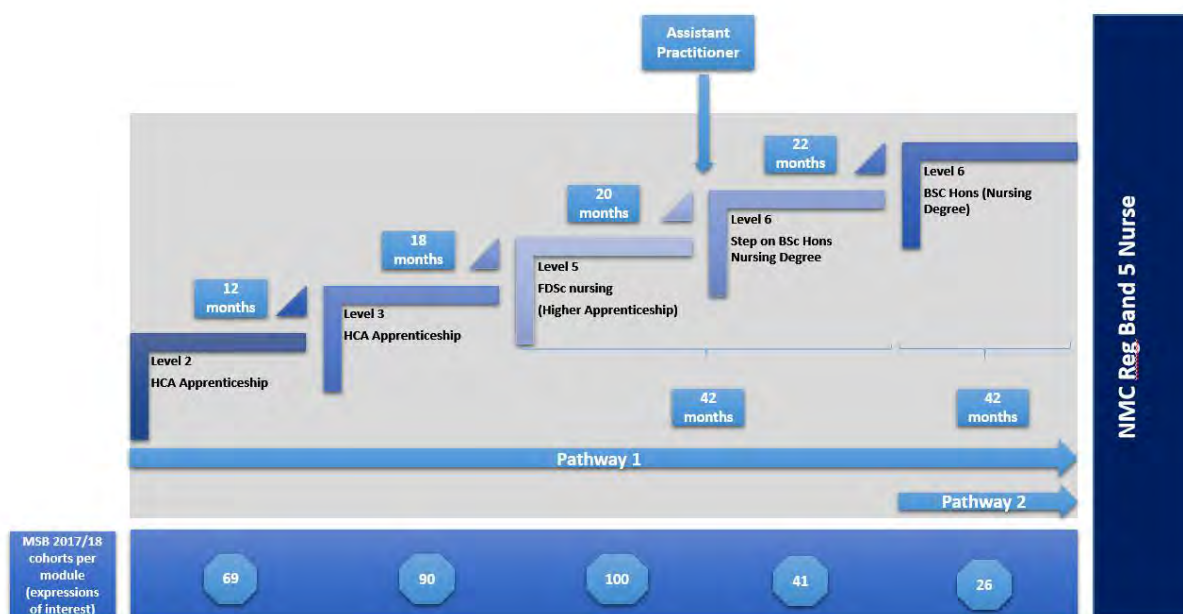 Assistant
Practitioner
22
months
Level 6
BSC Hons (Nursing
Degree)
20
months
Level 6
Step on BSc Hons
Nursing Degree
18
months
Level 5
FDSc nursing
(Higher Apprenticeship)
12
months
Level 3
HCA Apprenticeship
Level 2
HCA Apprenticeship
42
months
42
months
Pathway 1
Pathway 2
NMC Reg Band 5 Nurse
MSB 2017/18
cohorts per
module
(expressions
of interest)
69
90
100
41
26